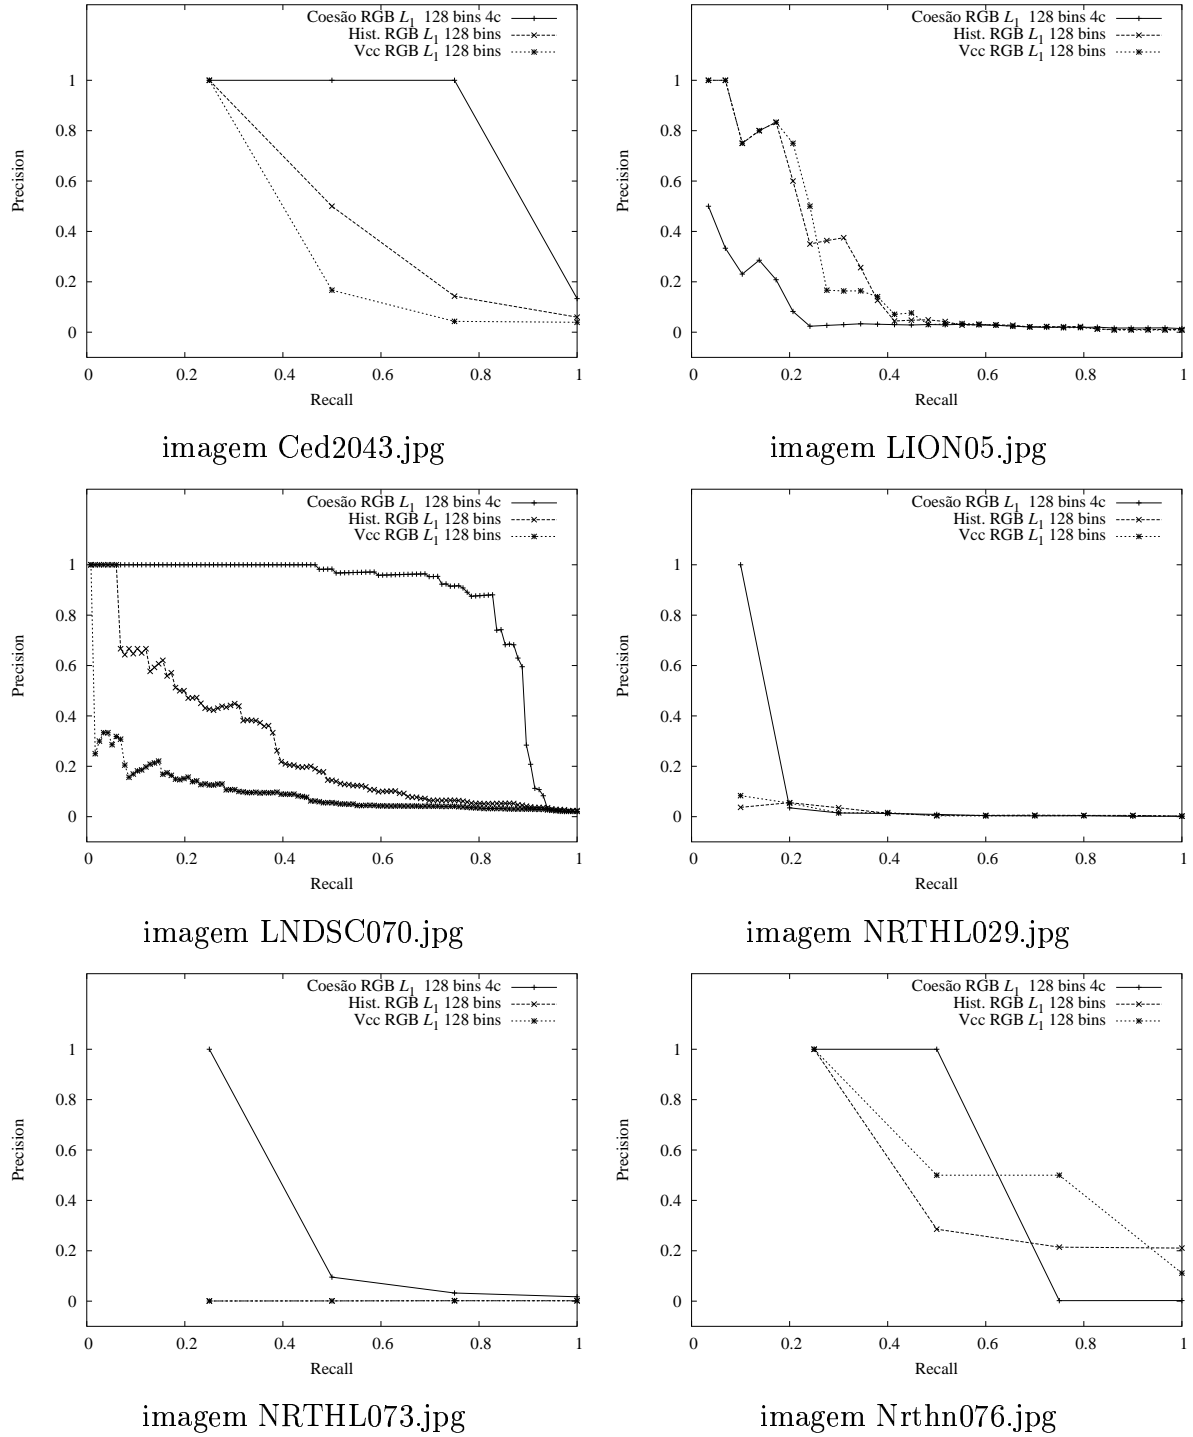 Coesão RGB L1 128 bins 4c
Hist. RGB L1 128 bins
Vcc RGB L1 128 bins
Precision
1
0.8
0.6
0.4
0.2
0
0 0.2 0.4 0.6 0.8 1
Recall
imagem Ced2043.jpg
Coesão RGB L1 128 bins 4c
Hist. RGB L1 128 bins
Vcc RGB L1 128 bins
Precision
1
0.8
0.6
0.4
0.2
0
0 0.2 0.4 0.6 0.8 1
Recall
imagem LION05.jpg
Coesão RGB L1 128 bins 4c
Hist. RGB L1 128 bins
Vcc RGB L1 128 bins
Precision
1
0.8
0.6
0.4
0.2
0
0 0.2 0.4 0.6 0.8 1
Recall
imagem LNDSC070.jpg
Coesão RGB L1 128 bins 4c
Hist. RGB L1 128 bins
Vcc RGB L1 128 bins
Precision
1
0.8
0.6
0.4
0.2
0
0 0.2 0.4 0.6 0.8 1
Recall
imagem NRTHL029.jpg
Coesão RGB L1 128 bins 4c
Hist. RGB L1 128 bins
Vcc RGB L1 128 bins
Precision
1
0.8
0.6
0.4
0.2
0
0 0.2 0.4 0.6 0.8 1
Recall
imagem NRTHL073.jpg
Coesão RGB L1 128 bins 4c
Hist. RGB L1 128 bins
Vcc RGB L1 128 bins
Precision
1
0.8
0.6
0.4
0.2
0
0 0.2 0.4 0.6 0.8 1
Recall
imagem Nrthn076.jpg